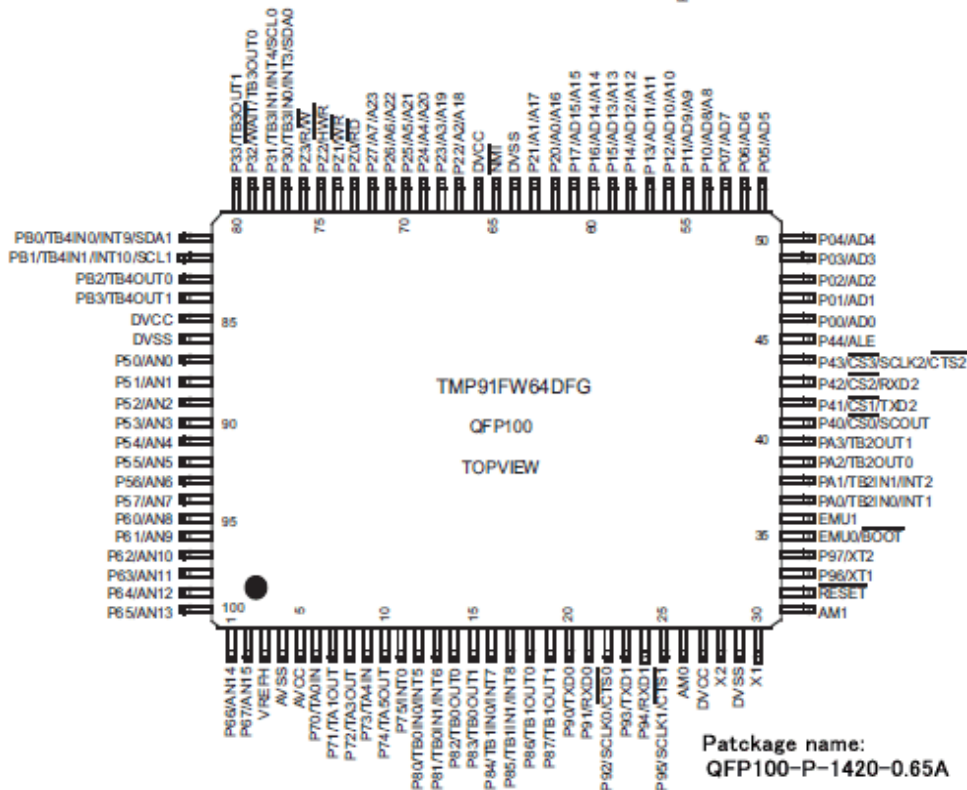 P33/TB3OUT1
P32/WAIT/TB3OUT0
P31/TB3IN1/INT4/SCL0
P30/TB3IN0/INT3/SDA0
PZ3/R/W
PZ2/HWR
PZ1/WR
PZ0/RD
P27/A7/A23
P26/A6/A22
P25/A5/A21
P24/A4/A20
P23/A3/A19
P22/A2/A18
DVCC
NMI
DVSS
P21/A1/A17
P20/A0/A16
P17/AD15/A15
P16/AD14/A14
P15/AD13/A13
P14/AD12/A12
P13/AD11/A11
P12/AD10/A10
P11/AD9/A9
P10/AD8/A8
P07/AD7
P06/AD6
P05/AD5
80
75
70
65
60
55
50
PB0/TB4IN0/INT9/SDA1
PB1/TB4IN1/INT10/SCL1
PB2/TB4OUT0
PB3/TB4OUT1
DVCC
DVSS
P50/AN0
P51/AN1
P52/AN2
P53/AN3
P54/AN4
P55/AN5
P56/AN6
P57/AN7
P60/AN8
P61/AN9
P62/AN10
P63/AN11
P64/AN12
P65/AN13
85
90
95
100
TMP91FW64DFG
QFP100
TOPVIEW
45
40
35
P04/AD4
P03/AD3
P02/AD2
P01/AD1
P00/AD0
P44/ALE
P43/CS3/SCLK2/CTS2
P42/CS2/RXD2
P41/CS1/TXD2
P40/CS0/SCOUT
PA3/TB2OUT1
PA2/TB2OUT0
PA1/TB2IN1/INT2
PA0/TB2IN0/INT1
EMU1
EMU0/BOOT
P97/XT2
P96/XT1
RESET
AM1
1
5
10
15
20
25
30
P66/AN14
P67/AN15
VREFH
AVSS
AVCC
P70/TA0IN
P71/TA1OUT
P72/TA3OUT
P73/TA4IN
P74/TA5OUT
P75/INT0
P80/TB0IN0/INT5
P81/TB0IN1/INT6
P82/TB0OUT0
P83/TB0OUT1
P84/TB1IN0/INT7
P85/TB1IN1/INT8
P86/TB1OUT0
P87/TB1OUT1
P90/TXD0
P91/RXD0
P92/SCLK0/CTS0
P93/TXD1
P94/RXD1
P95/SCLK1/CTS1
AM0
DVCC
X2
DVSS
X1
Patckage name:
QFP100-P-1420-0.65A